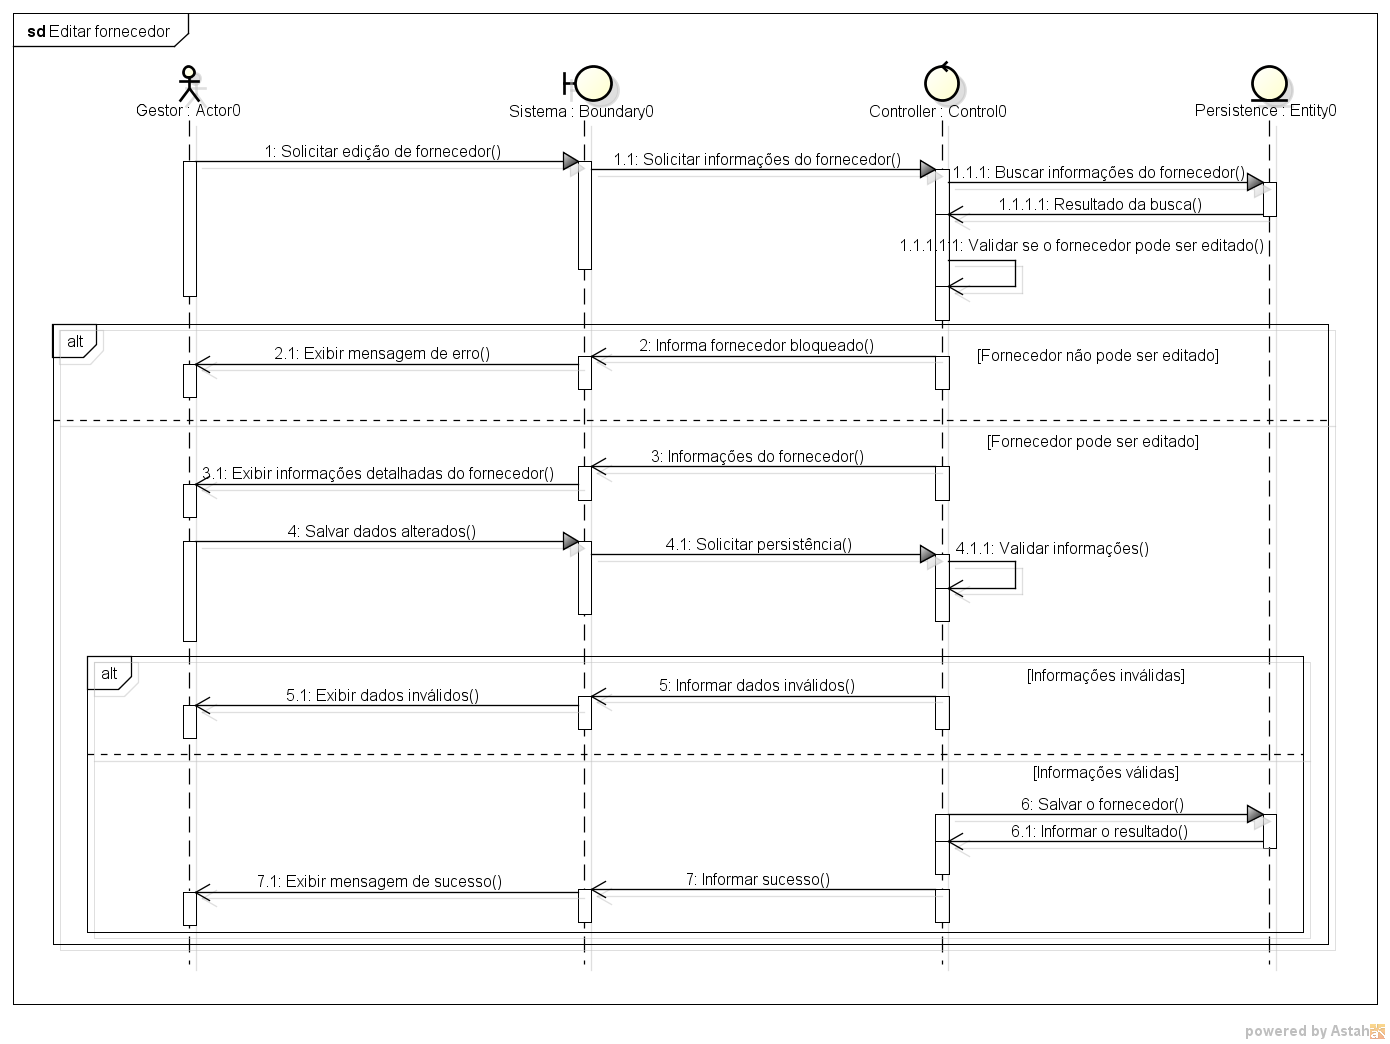 sd Editar fornecedor
Gestor : Actor0
Sistema : Boundary0
Controller : Control0
Persistence : Entity0
1: Solicitar edição de fornecedor()
1.1: Solicitar informações do fornecedor()
1.1.1: Buscar informações do fornecedor()
1.1.1.1: Resultado da busca()
1.1.1.1.1: Validar se o fornecedor pode ser editado()
alt
2: Informa fornecedor bloqueado()
[Fornecedor não pode ser editado]
2.1: Exibir mensagem de erro()
[Fornecedor pode ser editado]
3: Informações do fornecedor()
3.1: Exibir informações detalhadas do fornecedor()
4: Salvar dados alterados()
4.1: Solicitar persistência()
4.1.1: Validar informações()
alt
[Informações inválidas]
5: Informar dados inválidos()
5.1: Exibir dados inválidos()
[Informações válidas]
6: Salvar o fornecedor()
6.1: Informar o resultado()
7: Informar sucesso()
7.1: Exibir mensagem de sucesso()
powered by Astah